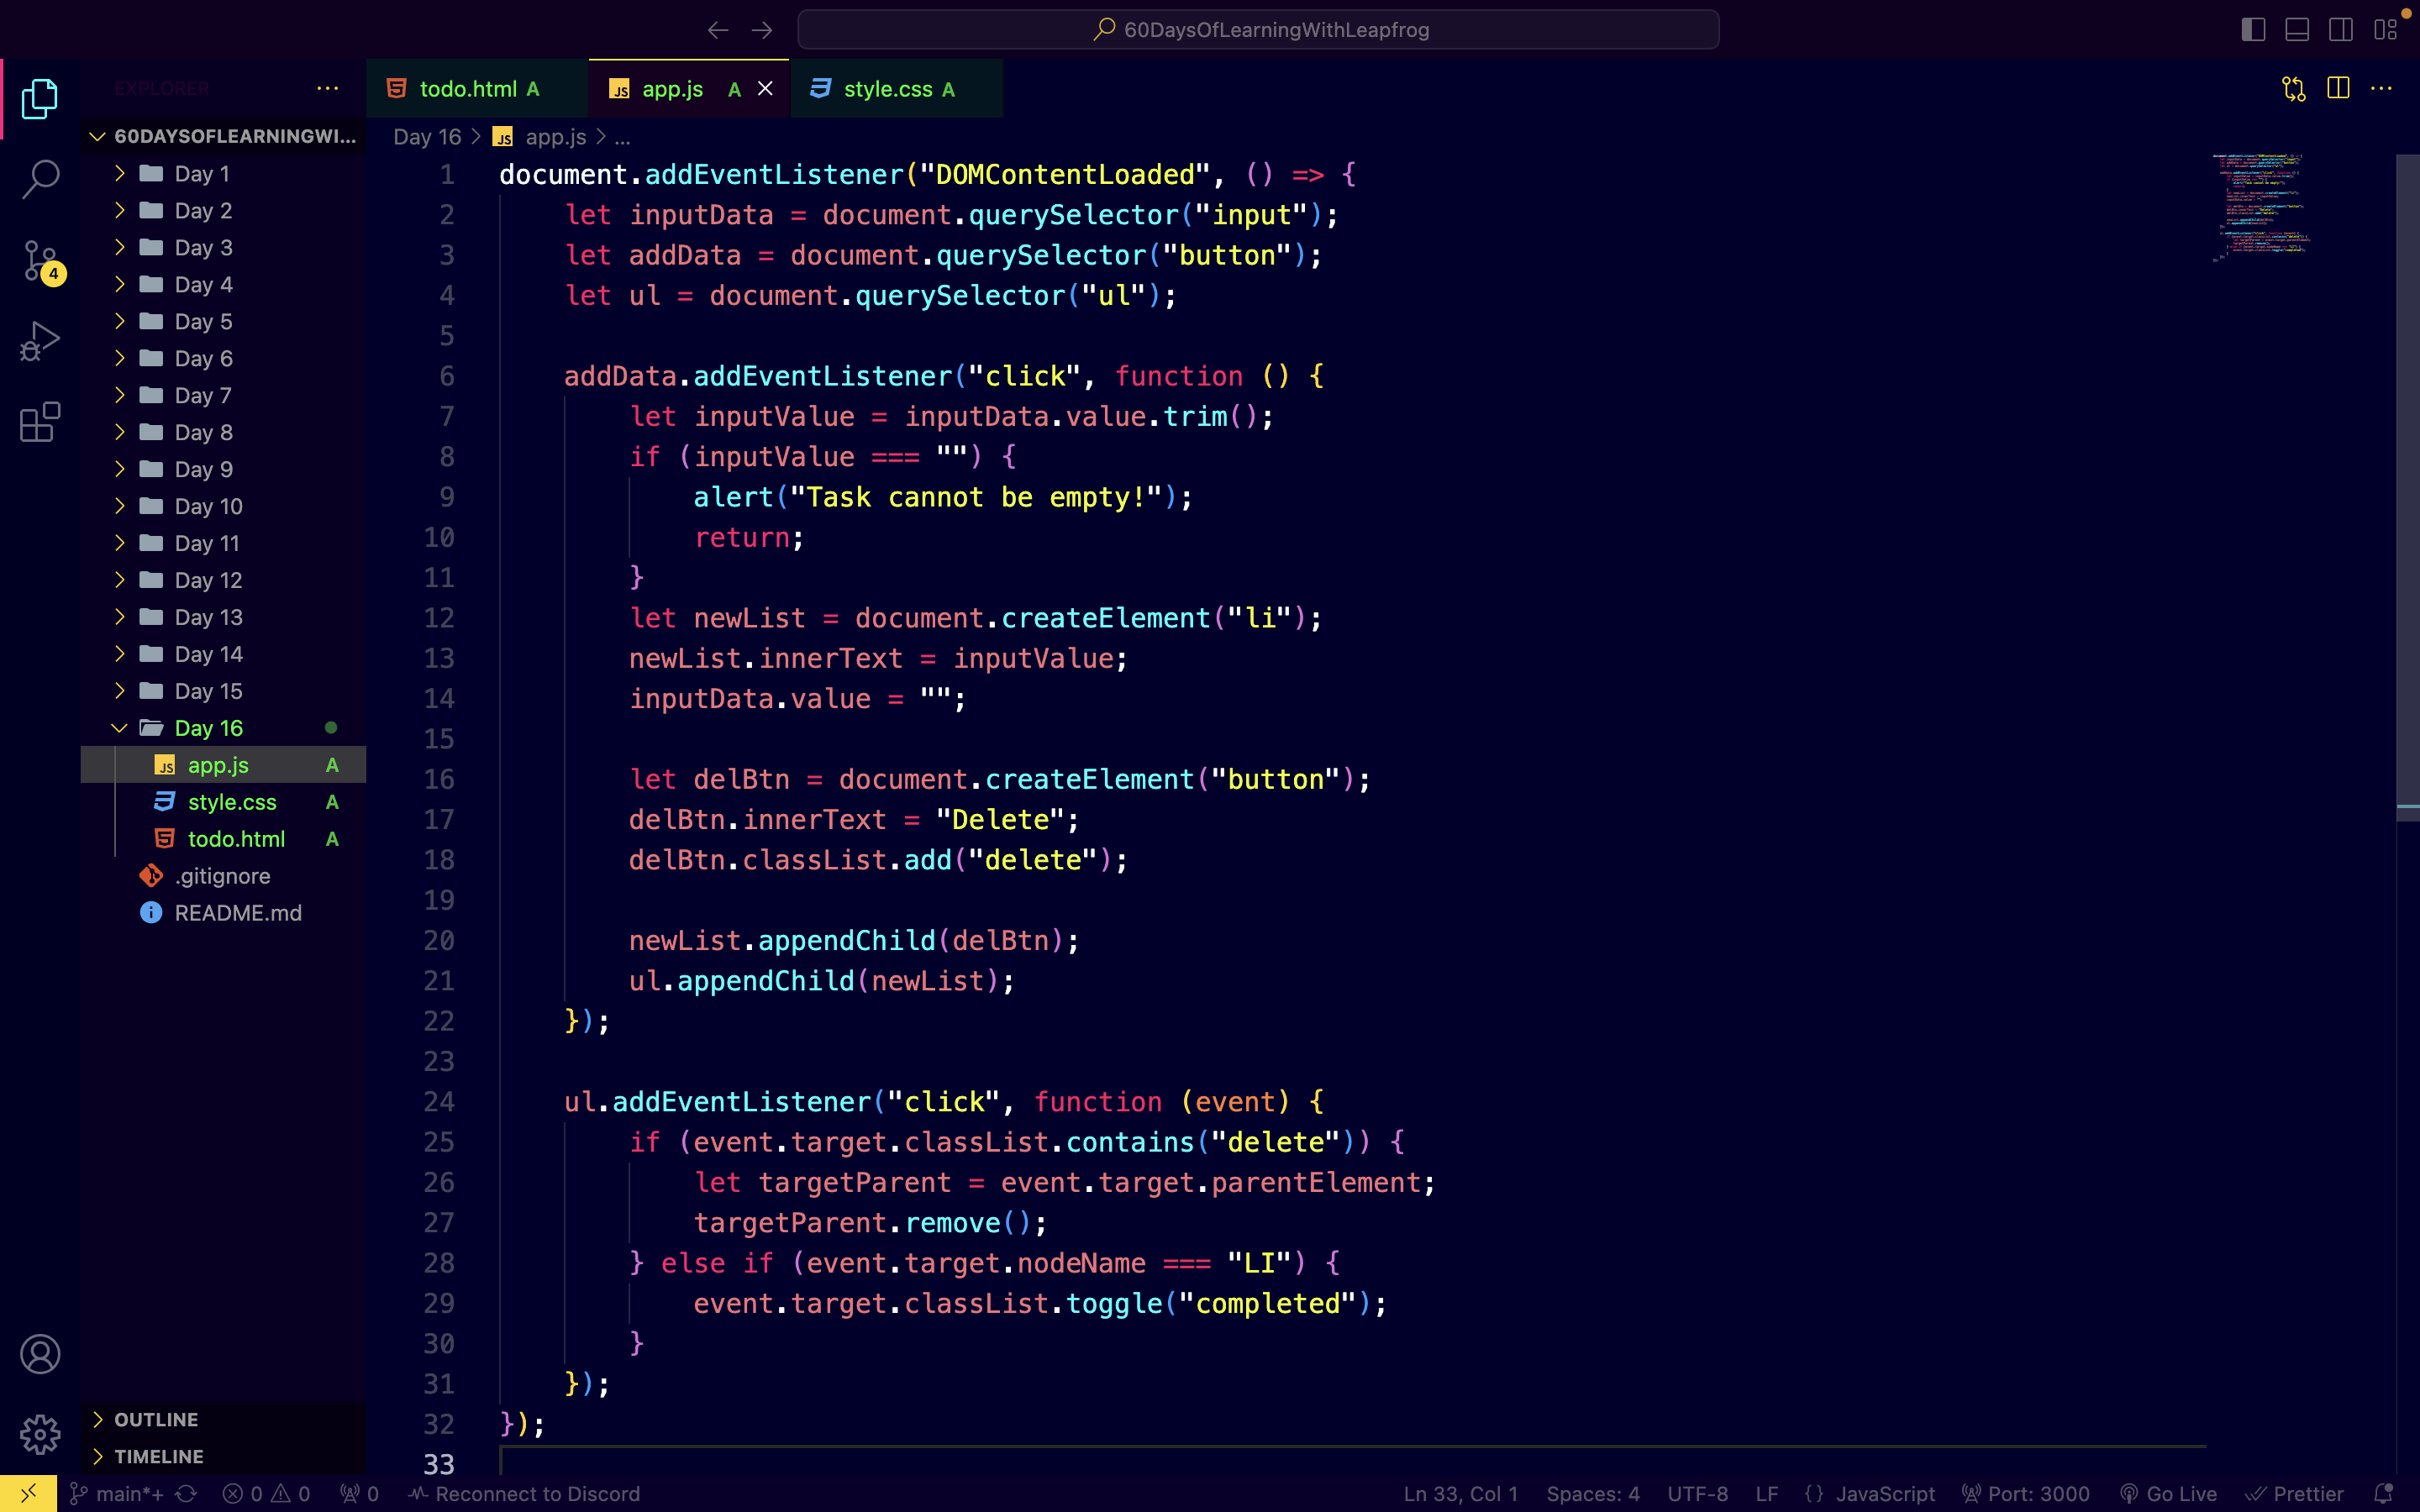 60DaysOfLearningWithLeapfrog
EXPLORER
60DAYSOFLEARNINGWI...
Day 1
Day 2
Day 3
Day 4
Day 5
Day 6
Day 7
Day 8
Day 9
Day 10
Day 11
Day 12
Day 13
Day 14
Day 15
Day 16
JS app.js A
style.css A
todo.html A
.gitignore
README.md
OUTLINE
TIMELINE
4
todo.html A JS app.js A style.css A
Day 16 > JS app.js > ...
1 document.addEventListener("DOMContentLoaded", () => {
2     let inputData = document.querySelector("input");
3     let addData = document.querySelector("button");
4     let ul = document.querySelector("ul");
5
6     addData.addEventListener("click", function () {
7         let inputValue = inputData.value.trim();
8         if (inputValue === "") {
9             alert("Task cannot be empty!");
10             return;
11         }
12         let newList = document.createElement("li");
13         newList.innerText = inputValue;
14         inputData.value = "";
15
16         let delBtn = document.createElement("button");
17         delBtn.innerText = "Delete";
18         delBtn.classList.add("delete");
19
20         newList.appendChild(delBtn);
21         ul.appendChild(newList);
22     });
23
24     ul.addEventListener("click", function (event) {
25         if (event.target.classList.contains("delete")) {
26             let targetParent = event.target.parentElement;
27             targetParent.remove();
28         } else if (event.target.nodeName === "LI") {
29             event.target.classList.toggle("completed");
30         }
31     });
32 });
33
main*+ 0 0 0 Reconnect to Discord Ln 33, Col 1 Spaces: 4 UTF-8 LF {} JavaScript Port: 3000 Go Live Prettier